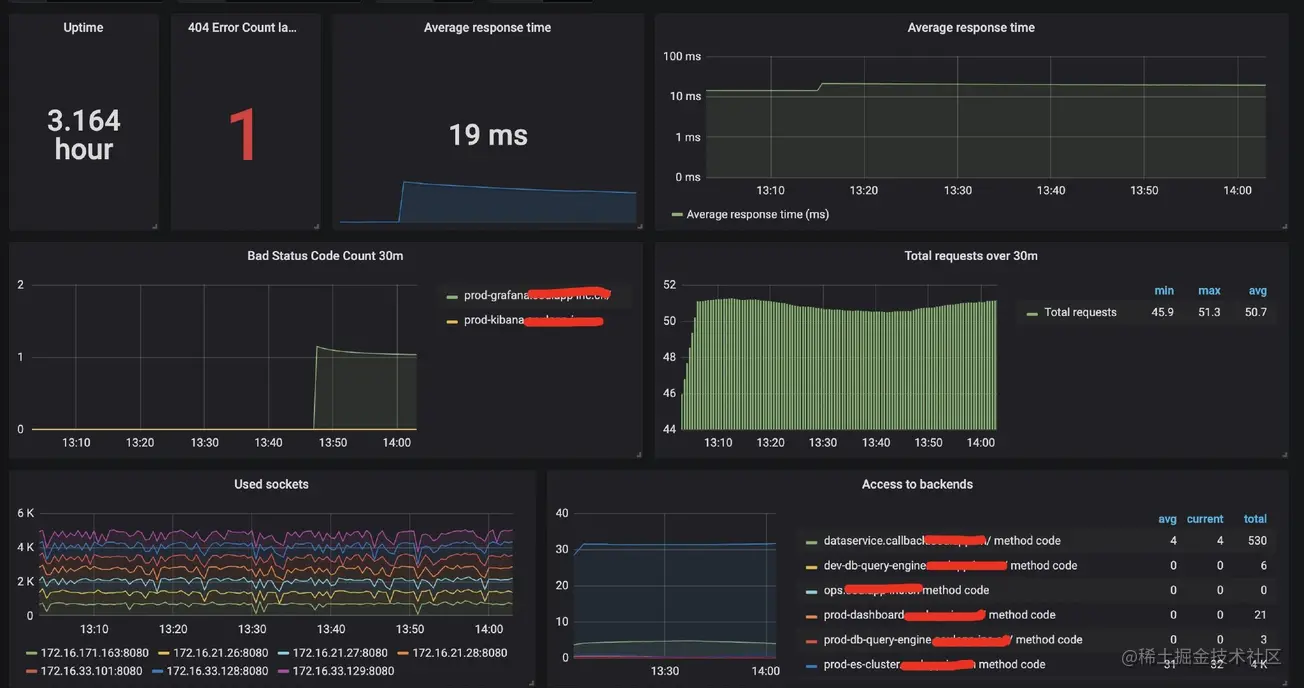 Uptime
404 Error Count la...
Average response time
Average response time
3.164
hour
1
19 ms
100 ms
10 ms
1 ms
0 ms
13:10 13:20 13:30 13:40 13:50 14:00
Average response time (ms)
Bad Status Code Count 30m
2
1
0
13:10 13:20 13:30 13:40 13:50 14:00
prod-grafana
prod-kibana
Total requests over 30m
52
50
48
46
44
13:10 13:20 13:30 13:40 13:50 14:00
min max avg
Total requests 45.9 51.3 50.7
Used sockets
6 K
4 K
2 K
0
13:10 13:20 13:30 13:40 13:50 14:00
172.16.171.163:8080 172.16.21.26:8080 172.16.21.27:8080 172.16.21.28:8080
172.16.33.101:8080 172.16.33.128:8080 172.16.33.129:8080
Access to backends
40
30
20
10
0
13:30 14:00
avg current total
dataservice.callback / method code 4 4 530
dev-db-query-engine / method code 0 0 6
ops. method code 0 0 0
prod-dashboard / method code 0 0 21
prod-db-query-engine / method code 0 0 3
prod-es-cluster method code 31 32 4 K
@稀土掘金技术社区